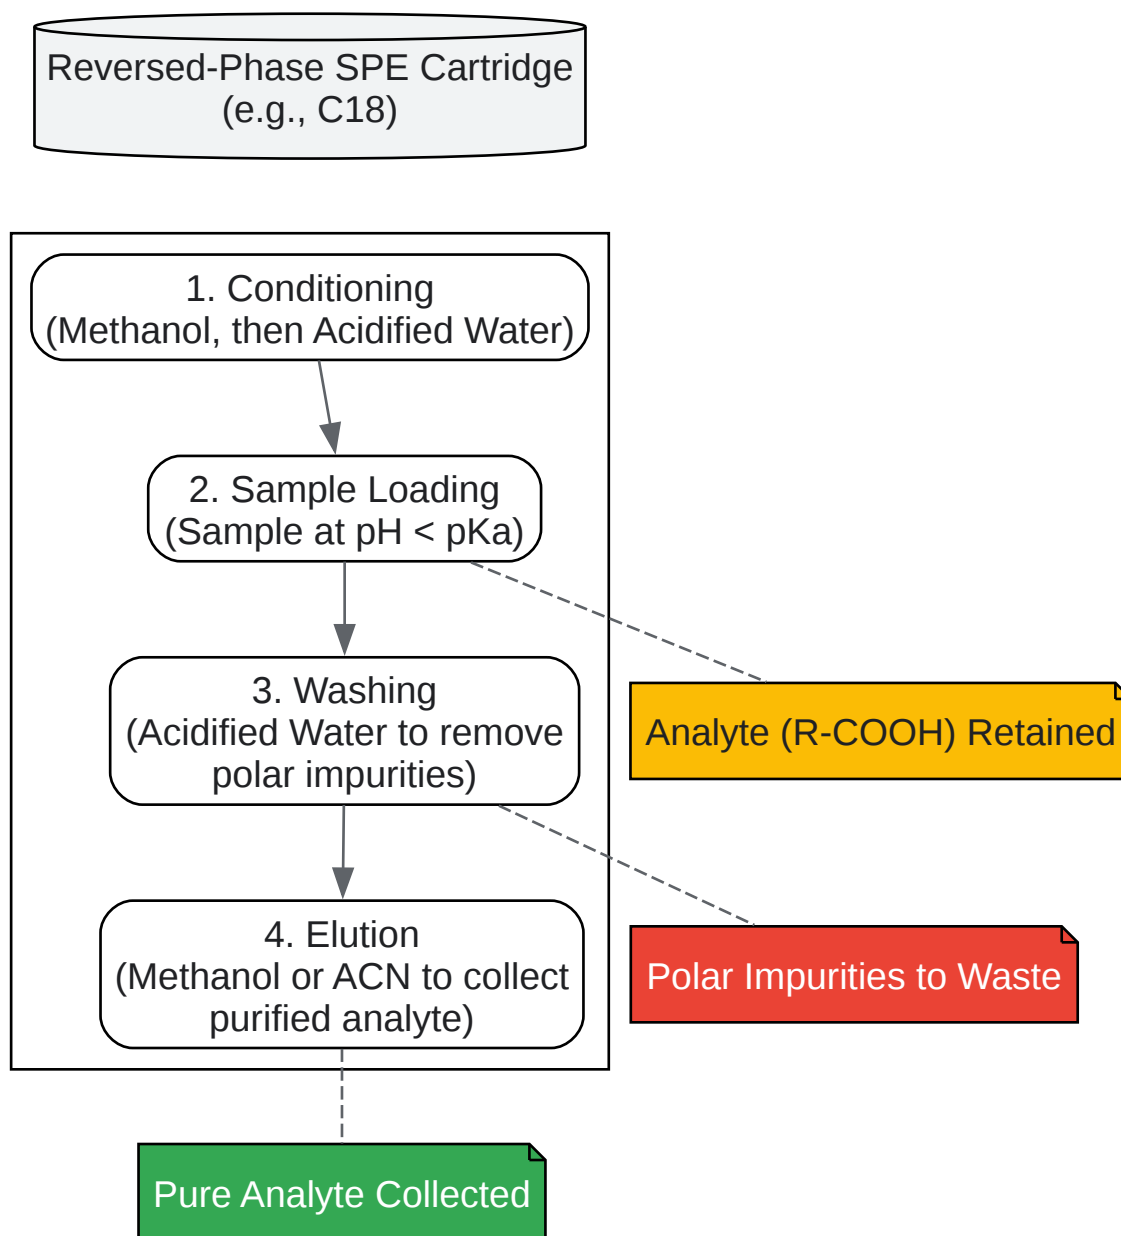 Reversed-Phase SPE Cartridge
(e.g., C18)
1. Conditioning
(Methanol, then Acidified Water)
2. Sample Loading
(Sample at pH < pKa)
3. Washing
(Acidified Water to remove
polar impurities)
Analyte (R-COOH) Retained
4. Elution
(Methanol or ACN to collect
purified analyte)
Polar Impurities to Waste
Pure Analyte Collected